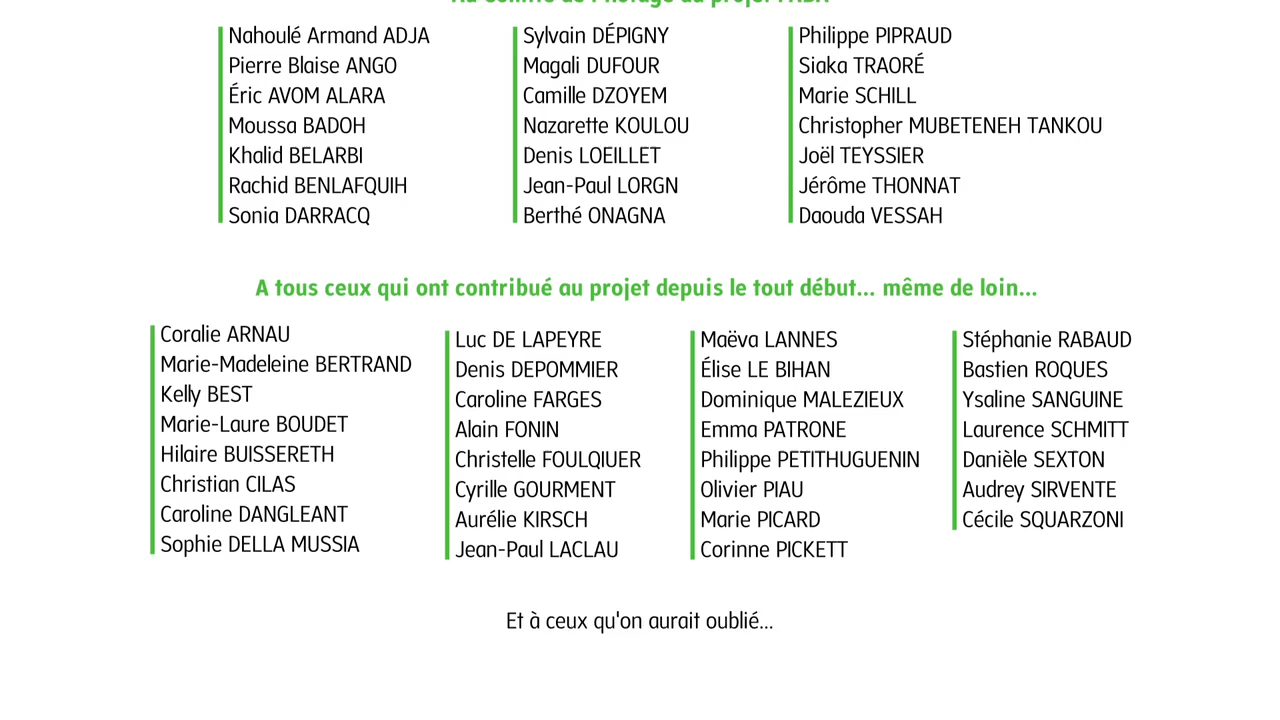 Nahoulé Armand ADJA
Pierre Blaise ANGO
Éric AVOM ALARA
Moussa BADOH
Khalid BELARBI
Rachid BENLAFQUIH
Sonia DARRACQ
Sylvain DÉPIGNY
Magali DUFOUR
Camille DZOYEM
Nazarette KOULOU
Denis LOEILLET
Jean-Paul LORGN
Berthé ONAGNA
Philippe PIPRAUD
Siaka TRAORÉ
Marie SCHILL
Christopher MUBETENEH TANKOU
Joël TEYSSIER
Jérôme THONNAT
Daouda VESSAH
A tous ceux qui ont contribué au projet depuis le tout début... même de loin...
Coralie ARNAU
Marie-Madeleine BERTRAND
Kelly BEST
Marie-Laure BOUDET
Hilaire BUISSERETH
Christian CILAS
Caroline DANGLEANT
Sophie DELLA MUSSIA
Luc DE LAPEYRE
Denis DEPOMMIER
Caroline FARGES
Alain FONIN
Christelle FOULQIUER
Cyrille GOURMENT
Aurélie KIRSCH
Jean-Paul LACLAU
Maëva LANNES
Élise LE BIHAN
Dominique MALEZIEUX
Emma PATRONE
Philippe PETITHUGUENIN
Olivier PIAU
Marie PICARD
Corinne PICKETT
Stéphanie RABAUD
Bastien ROQUES
Ysaline SANGUINE
Laurence SCHMITT
Danièle SEXTON
Audrey SIRVENTE
Cécile SQUARZONI
Et à ceux qu'on aurait oublié...